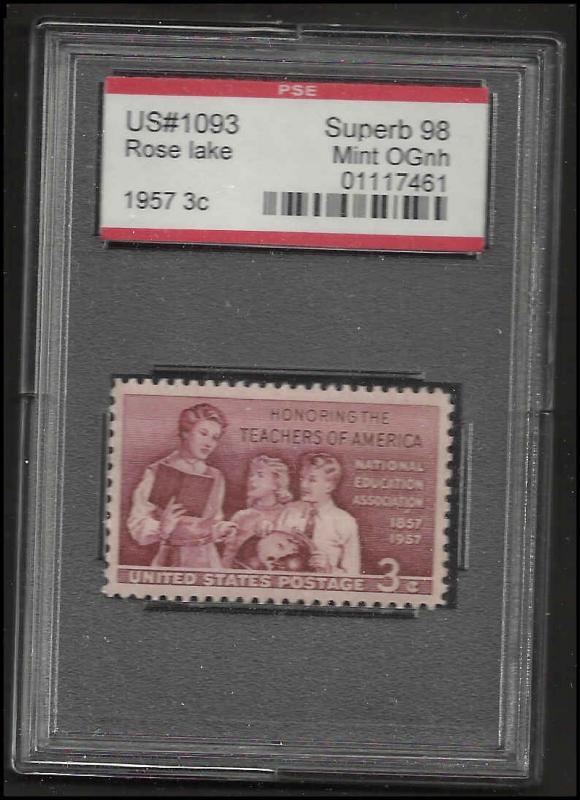 PSE
US#1093 Superb 98
Rose lake Mint OGnh
01117461
1957 3c
HONORING THE
TEACHERS OF AMERICA
NATIONAL
EDUCATION
ASSOCIATION
1857
1957
UNITED STATES POSTAGE 3¢